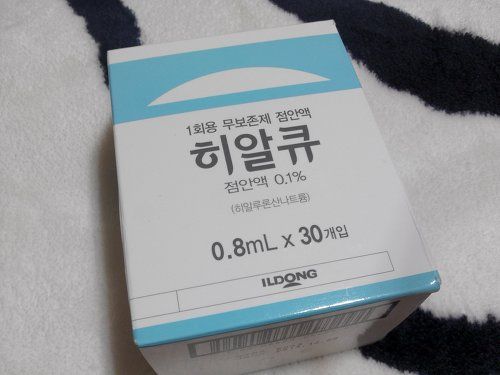 1회용 무보존제 점안액
히알큐
점안액 0.1%
(히알루론산나트륨)
0.8mL x 30개입
ILDONG